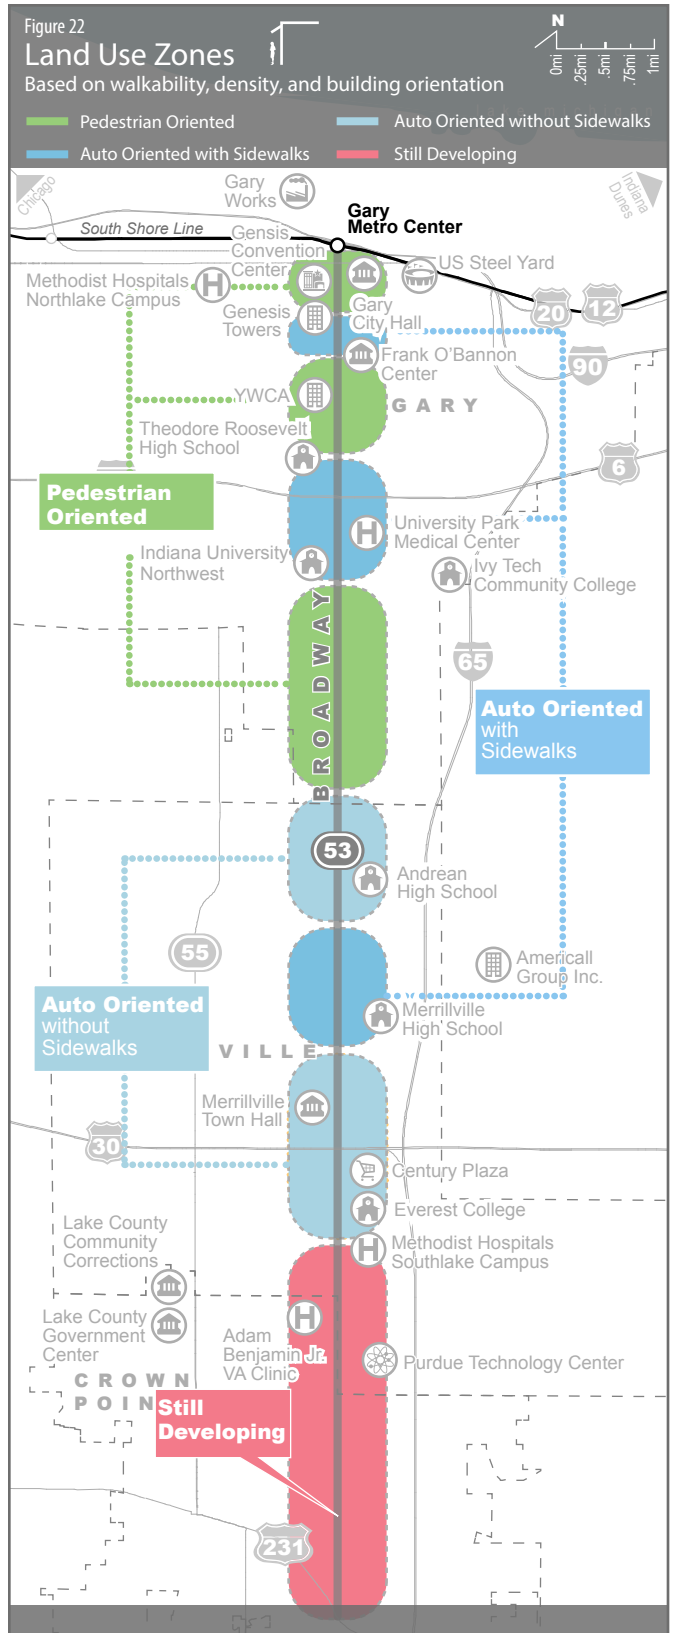 Figure 22
Land Use Zones
Based on walkability, density, and building orientation
N
0mi
.25mi
.5mi
.75mi
1mi
Pedestrian Oriented
Auto Oriented without Sidewalks
Auto Oriented with Sidewalks
Still Developing
Chicago
Gary
Works
Indiana
Dunes
Gary
Metro Center
South Shore Line
Gensis
Convention
Center
US Steel Yard
Methodist Hospitals
Northlake Campus
H
Genesis
Towers
Gary
City Hall
20
12
Frank O'Bannon
Center
90
YWCA
GARY
Theodore Roosevelt
High School
6
Pedestrian
Oriented
University Park
Medical Center
H
Indiana University
Northwest
Ivy Tech
Community College
BROADWAY
65
Auto Oriented
with
Sidewalks
53
Andrean
High School
55
Americall
Group Inc.
Auto Oriented
without
Sidewalks
Merrillville
High School
VILLE
Merrillville
Town Hall
30
Century Plaza
Everest College
Lake County
Community
Corrections
H
Methodist Hospitals
Southlake Campus
Lake County
Government
Center
H
Adam
Benjamin Jr.
VA Clinic
Purdue Technology Center
CROWN
POIN
Still
Developing
231